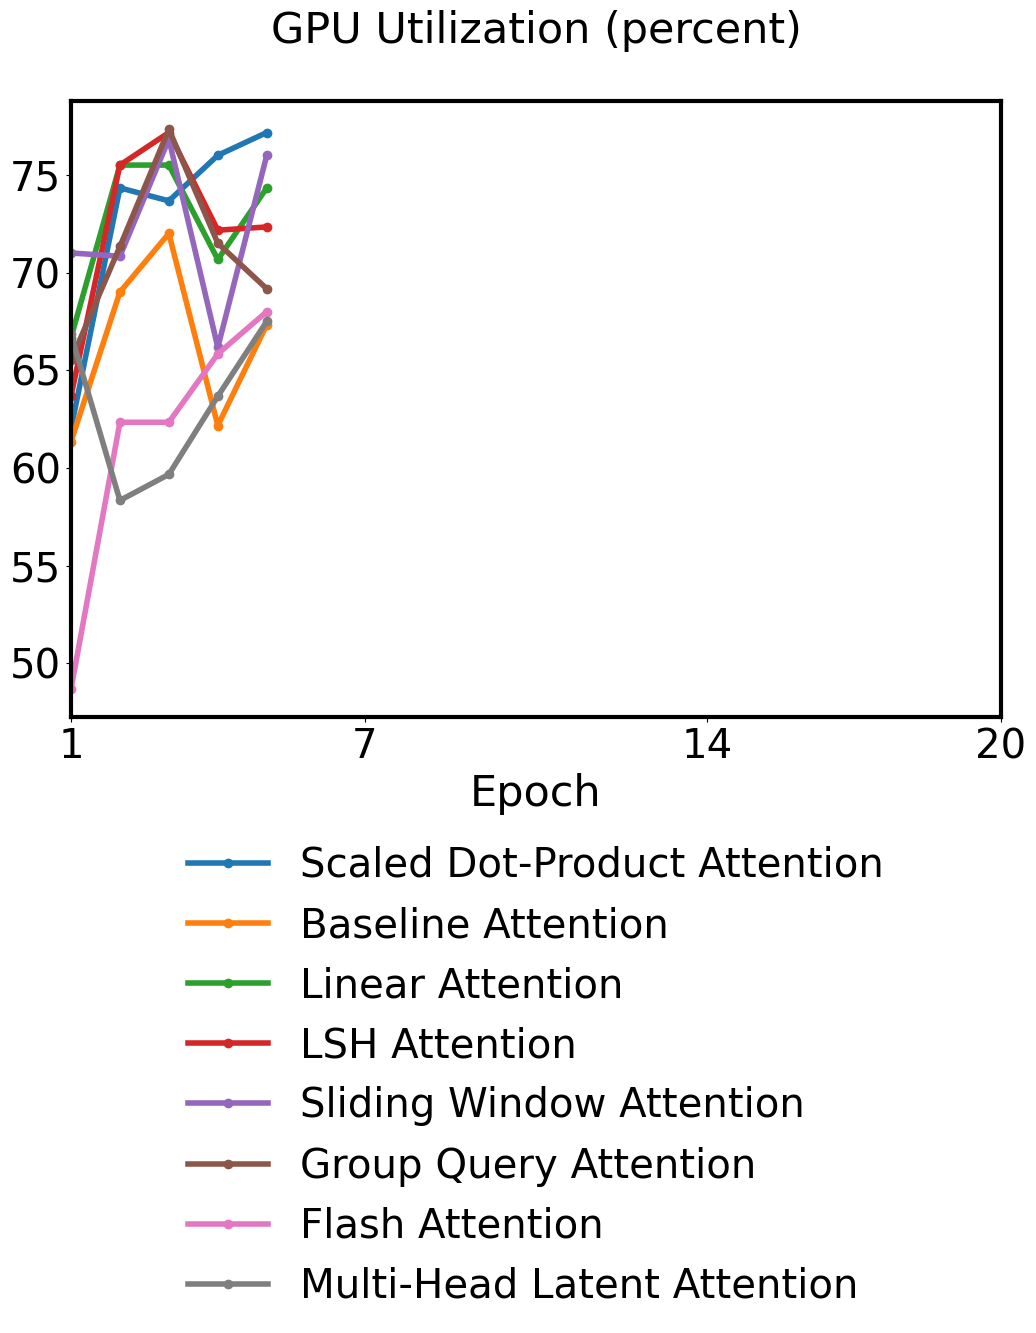 GPU Utilization (percent)
75
70
65
60
55
50
1 7 14 20
Epoch
Scaled Dot-Product Attention
Baseline Attention
Linear Attention
LSH Attention
Sliding Window Attention
Group Query Attention
Flash Attention
Multi-Head Latent Attention